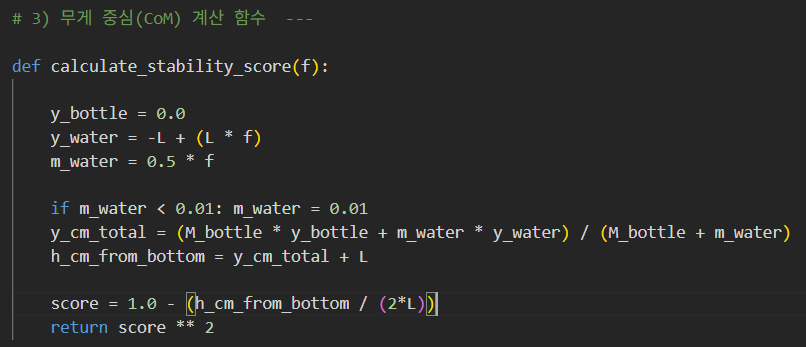 # 3) 무게 중심(CoM) 계산 함수  ---
def calculate_stability_score(f):
    y_bottle = 0.0
    y_water = -L + (L * f)
    m_water = 0.5 * f
    if m_water < 0.01: m_water = 0.01
    y_cm_total = (M_bottle * y_bottle + m_water * y_water) / (M_bottle + m_water)
    h_cm_from_bottom = y_cm_total + L
    score = 1.0 - (h_cm_from_bottom / (2*L))
    return score ** 2